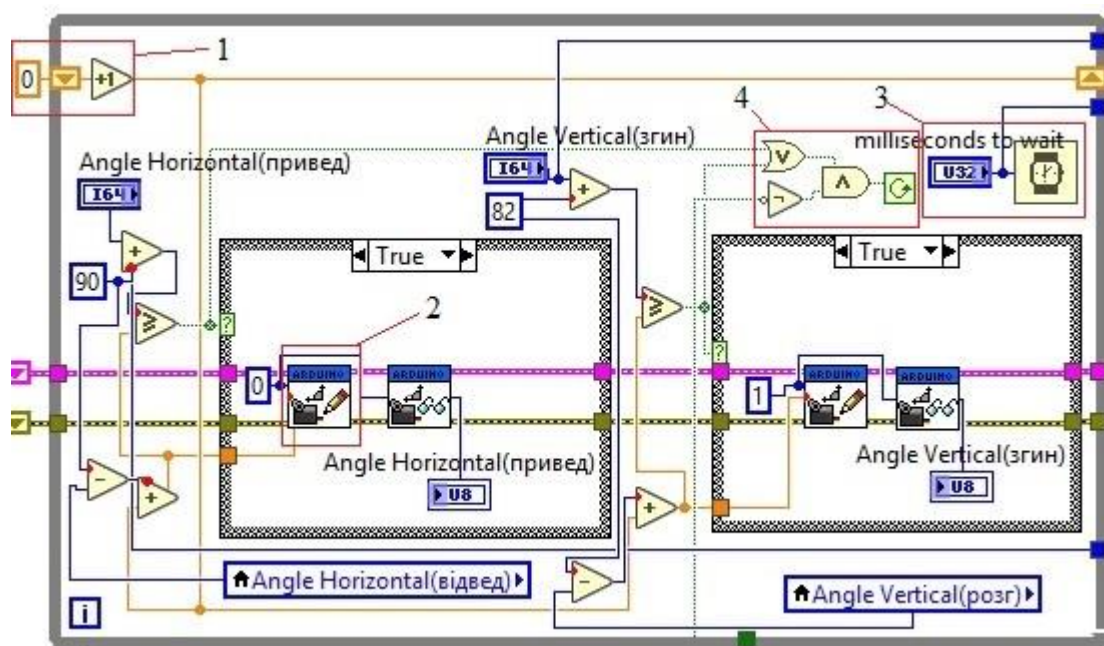 1
0
+1
4
3
Angle Vertical(згин)
milliseconds to wait
Angle Horizontal(привед)
I64
I64
U32
V
Λ
¬
+
82
+
True
True
90
≥
2
≥
?
?
ARDUINO
ARDUINO
ARDUINO
ARDUINO
0
1
Angle Horizontal(привед)
Angle Vertical(згин)
U8
U8
-
+
+
-
Angle Horizontal(відвед)
Angle Vertical(розг)
i